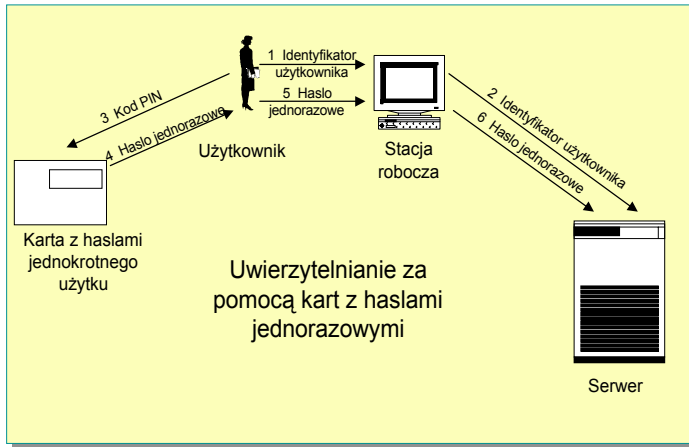 1 Identyfikator
użytkownika
5 Haslo
jednorazowe
3 Kod PIN
4 Haslo jednorazowe
2 Identyfikator użytkownika
6 Haslo jednorazowe
Użytkownik
Stacja
robocza
Karta z haslami
jednokrotnego
użytku
Uwierzytelnianie za
pomocą kart z haslami
jednorazowymi
Serwer